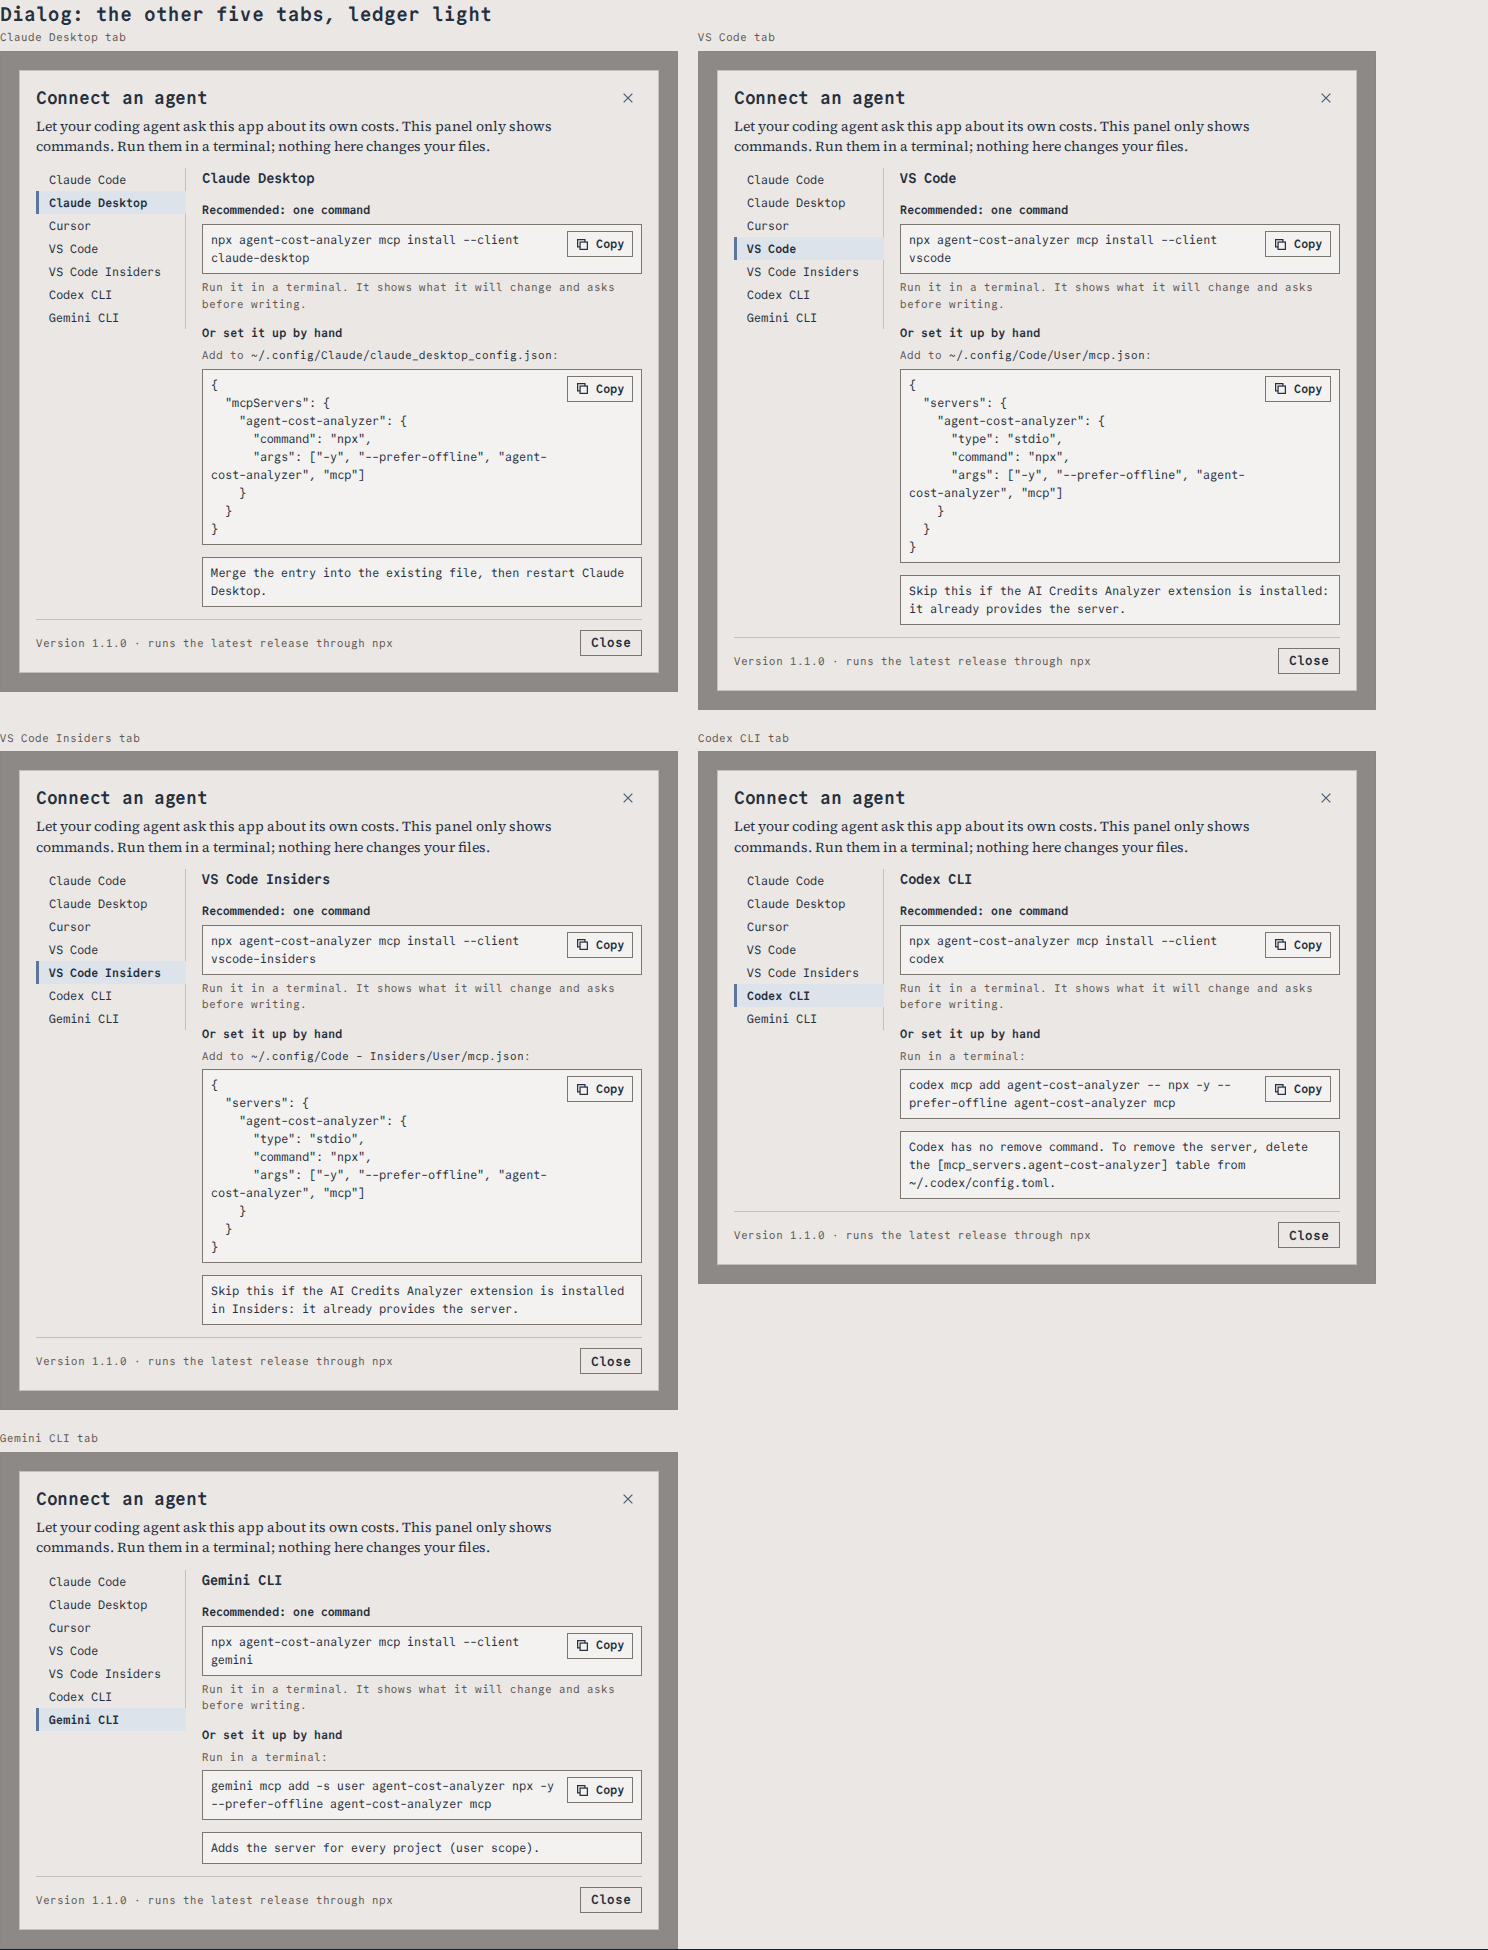 Dialog: the other five tabs, ledger light
Claude Desktop tab
Connect an agent
×
Let your coding agent ask this app about its own costs. This panel only shows
commands. Run them in a terminal; nothing here changes your files.
Claude Code
Claude Desktop
Cursor
VS Code
VS Code Insiders
Codex CLI
Gemini CLI
Claude Desktop
Recommended: one command
npx agent-cost-analyzer mcp install --client
claude-desktop
Copy
Run it in a terminal. It shows what it will change and asks
before writing.
Or set it up by hand
Add to ~/.config/Claude/claude_desktop_config.json:
{
  "mcpServers": {
    "agent-cost-analyzer": {
      "command": "npx",
      "args": ["-y", "--prefer-offline", "agent-
cost-analyzer", "mcp"]
    }
  }
}
Copy
Merge the entry into the existing file, then restart Claude
Desktop.
Version 1.1.0 · runs the latest release through npx
Close
VS Code tab
Connect an agent
×
Let your coding agent ask this app about its own costs. This panel only shows
commands. Run them in a terminal; nothing here changes your files.
Claude Code
Claude Desktop
Cursor
VS Code
VS Code Insiders
Codex CLI
Gemini CLI
VS Code
Recommended: one command
npx agent-cost-analyzer mcp install --client
vscode
Copy
Run it in a terminal. It shows what it will change and asks
before writing.
Or set it up by hand
Add to ~/.config/Code/User/mcp.json:
{
  "servers": {
    "agent-cost-analyzer": {
      "type": "stdio",
      "command": "npx",
      "args": ["-y", "--prefer-offline", "agent-
cost-analyzer", "mcp"]
    }
  }
}
Copy
Skip this if the AI Credits Analyzer extension is installed:
it already provides the server.
Version 1.1.0 · runs the latest release through npx
Close
VS Code Insiders tab
Connect an agent
×
Let your coding agent ask this app about its own costs. This panel only shows
commands. Run them in a terminal; nothing here changes your files.
Claude Code
Claude Desktop
Cursor
VS Code
VS Code Insiders
Codex CLI
Gemini CLI
VS Code Insiders
Recommended: one command
npx agent-cost-analyzer mcp install --client
vscode-insiders
Copy
Run it in a terminal. It shows what it will change and asks
before writing.
Or set it up by hand
Add to ~/.config/Code - Insiders/User/mcp.json:
{
  "servers": {
    "agent-cost-analyzer": {
      "type": "stdio",
      "command": "npx",
      "args": ["-y", "--prefer-offline", "agent-
cost-analyzer", "mcp"]
    }
  }
}
Copy
Skip this if the AI Credits Analyzer extension is installed
in Insiders: it already provides the server.
Version 1.1.0 · runs the latest release through npx
Close
Codex CLI tab
Connect an agent
×
Let your coding agent ask this app about its own costs. This panel only shows
commands. Run them in a terminal; nothing here changes your files.
Claude Code
Claude Desktop
Cursor
VS Code
VS Code Insiders
Codex CLI
Gemini CLI
Codex CLI
Recommended: one command
npx agent-cost-analyzer mcp install --client
codex
Copy
Run it in a terminal. It shows what it will change and asks
before writing.
Or set it up by hand
Run in a terminal:
codex mcp add agent-cost-analyzer -- npx -y --
prefer-offline agent-cost-analyzer mcp
Copy
Codex has no remove command. To remove the server, delete
the [mcp_servers.agent-cost-analyzer] table from
~/.codex/config.toml.
Version 1.1.0 · runs the latest release through npx
Close
Gemini CLI tab
Connect an agent
×
Let your coding agent ask this app about its own costs. This panel only shows
commands. Run them in a terminal; nothing here changes your files.
Claude Code
Claude Desktop
Cursor
VS Code
VS Code Insiders
Codex CLI
Gemini CLI
Gemini CLI
Recommended: one command
npx agent-cost-analyzer mcp install --client
gemini
Copy
Run it in a terminal. It shows what it will change and asks
before writing.
Or set it up by hand
Run in a terminal:
gemini mcp add -s user agent-cost-analyzer npx -y
--prefer-offline agent-cost-analyzer mcp
Copy
Adds the server for every project (user scope).
Version 1.1.0 · runs the latest release through npx
Close